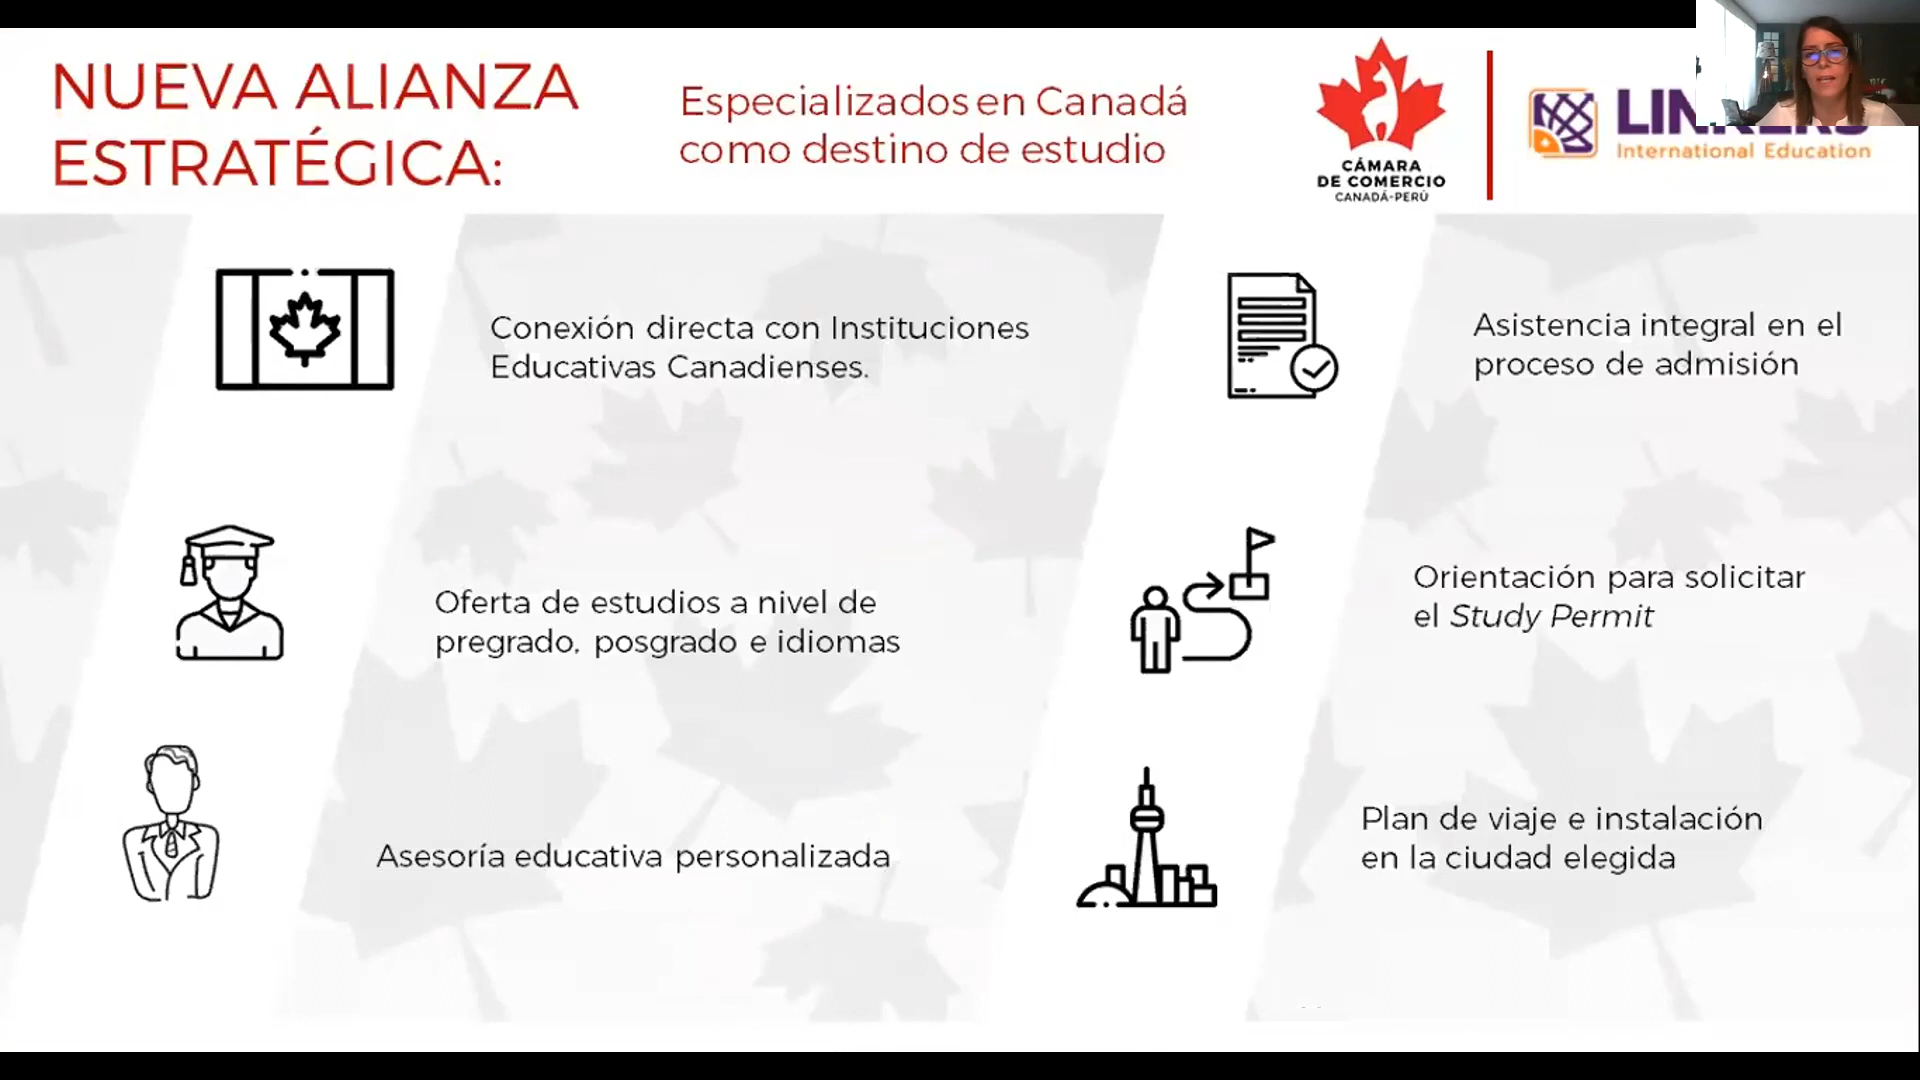 NUEVA ALIANZA
ESTRATÉGICA:
Especializados en Canadá
como destino de estudio
CÁMARA
DE COMERCIO
CANADÁ-PERÚ
International Education
Conexión directa con Instituciones
Educativas Canadienses.
Oferta de estudios a nivel de
pregrado, posgrado e idiomas
Asesoría educativa personalizada
Asistencia integral en el
proceso de admisión
Orientación para solicitar
el Study Permit
Plan de viaje e instalación
en la ciudad elegida